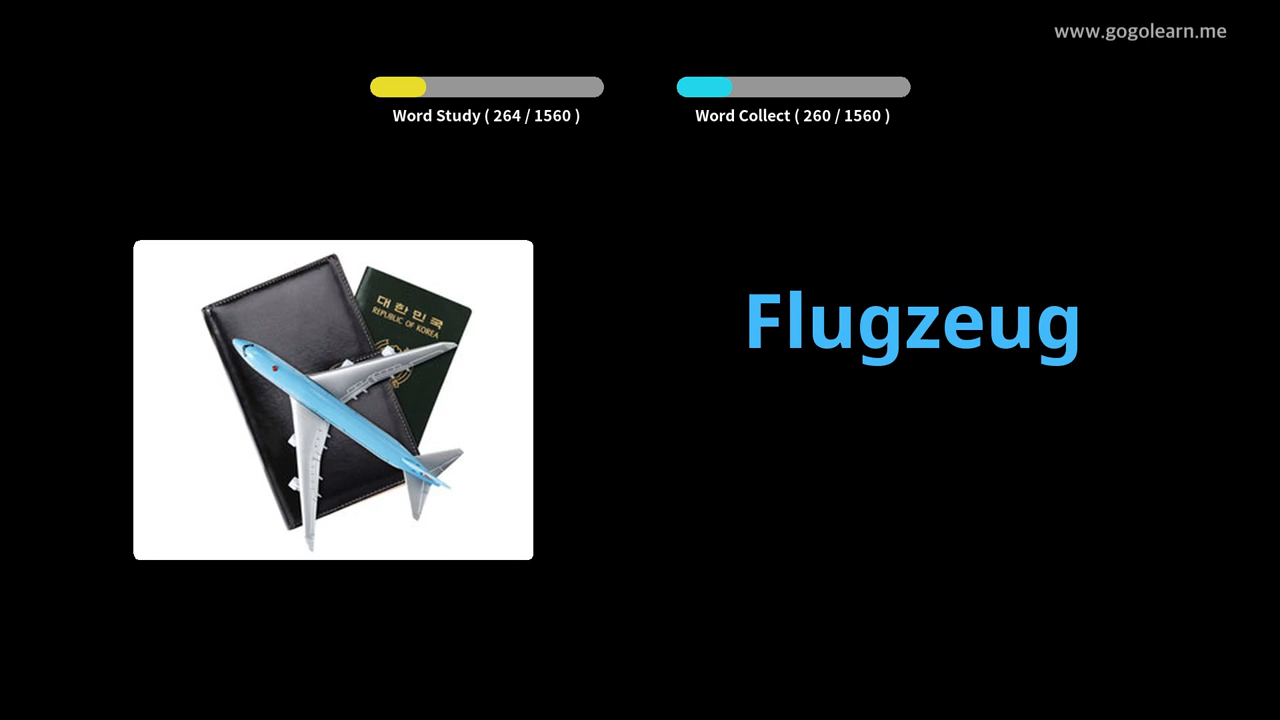 www.gogolearn.me
Word Study ( 264 / 1560 )
Word Collect ( 260 / 1560 )
대한민국
REPUBLIC OF KOREA
Flugzeug